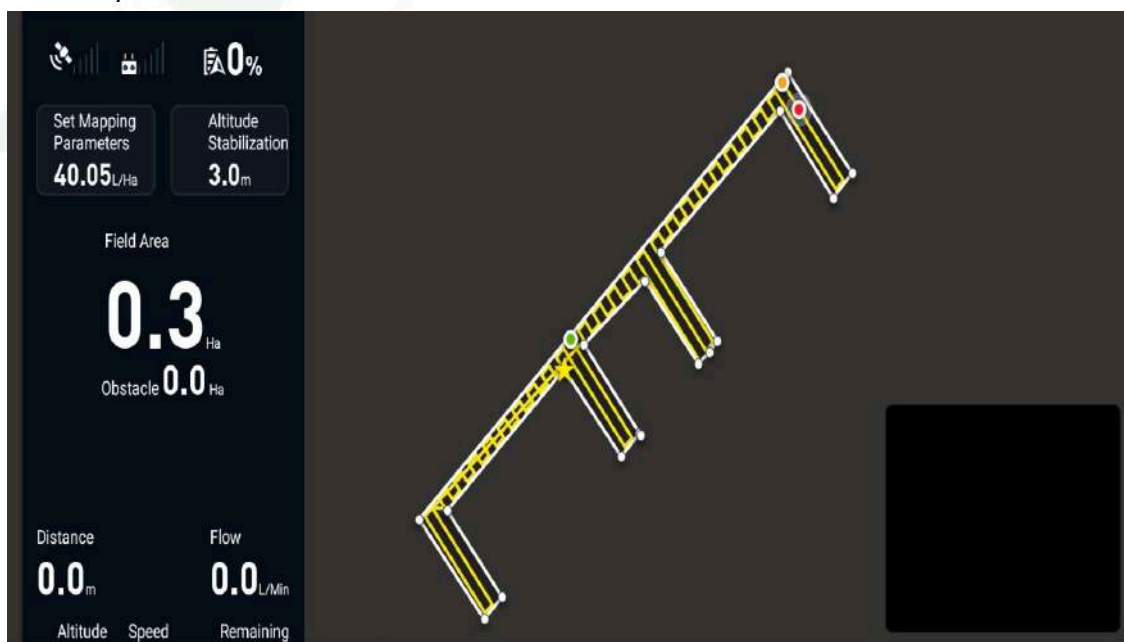 0%
Set Mapping Altitude
Parameters Stabilization
40.05L/Ha 3.0m
Field Area
0.3 Ha
Obstacle 0.0 Ha
Distance Flow
0.0m 0.0L/Min
Altitude Speed Remaining